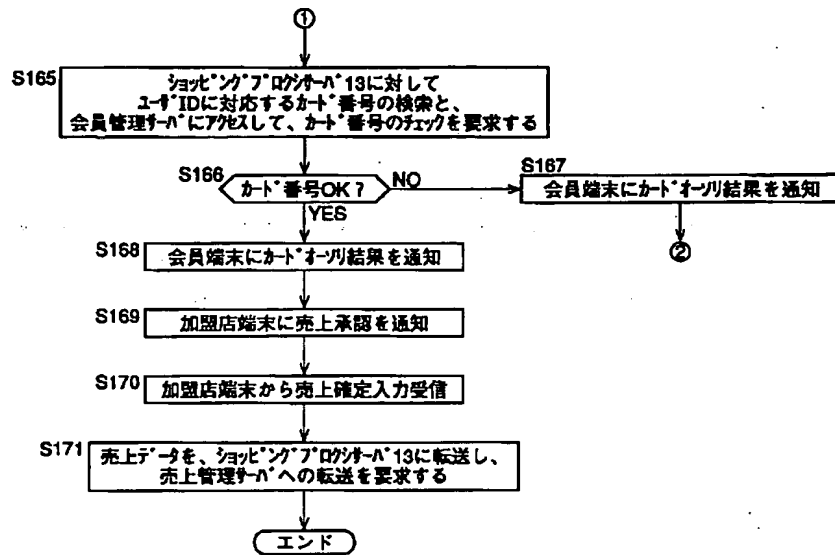 ①
S165
ショッピングプロクシサーバ13に対して
ユーザIDに対応するカード番号の検索と、
会員管理サーバにアクセスして、カード番号のチェックを要求する
S166
カード番号OK?
NO
YES
S167
会員端末にカードオーソリ結果を通知
②
S168
会員端末にカードオーソリ結果を通知
S169
加盟店端末に売上承認を通知
S170
加盟店端末から売上確定入力受信
S171
売上データを、ショッピングプロクシサーバ13に転送し、
売上管理サーバへの転送を要求する
エンド